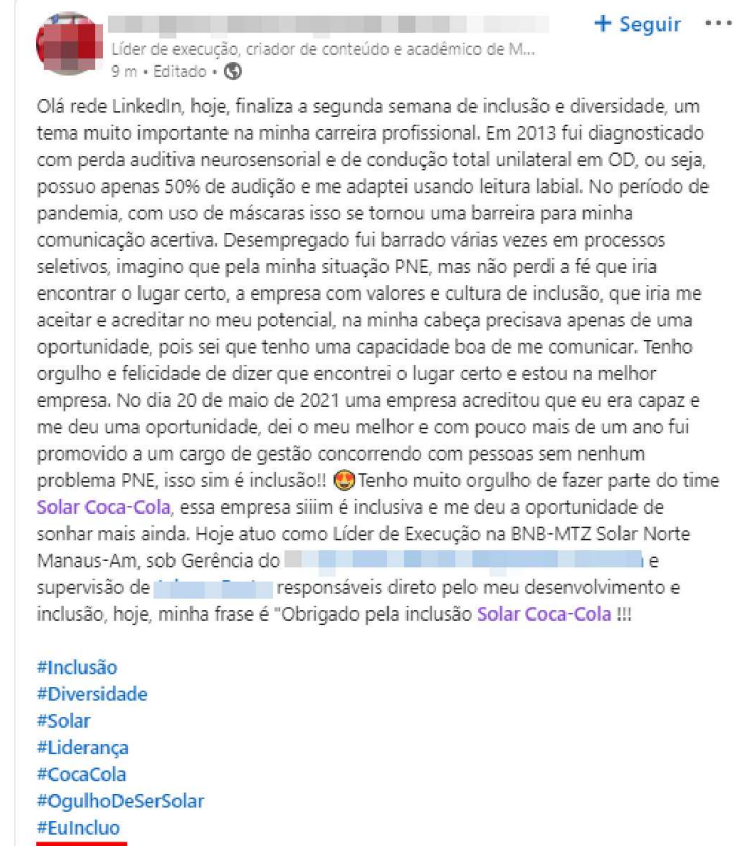 + Seguir
Líder de execução, criador de conteúdo e acadêmico de M...
9 m • Editado •
Olá rede LinkedIn, hoje, finaliza a segunda semana de inclusão e diversidade, um
tema muito importante na minha carreira profissional. Em 2013 fui diagnosticado
com perda auditiva neurosensorial e de condução total unilateral em OD, ou seja,
possuo apenas 50% de audição e me adaptei usando leitura labial. No período de
pandemia, com uso de máscaras isso se tornou uma barreira para minha
comunicação acertiva. Desempregado fui barrado várias vezes em processos
seletivos, imagino que pela minha situação PNE, mas não perdi a fé que iria
encontrar o lugar certo, a empresa com valores e cultura de inclusão, que iria me
aceitar e acreditar no meu potencial, na minha cabeça precisava apenas de uma
oportunidade, pois sei que tenho uma capacidade boa de me comunicar. Tenho
orgulho e felicidade de dizer que encontrei o lugar certo e estou na melhor
empresa. No dia 20 de maio de 2021 uma empresa acreditou que eu era capaz e
me deu uma oportunidade, dei o meu melhor e com pouco mais de um ano fui
promovido a um cargo de gestão concorrendo com pessoas sem nenhum
problema PNE, isso sim é inclusão!! 😍Tenho muito orgulho de fazer parte do time
Solar Coca-Cola, essa empresa siiim é inclusiva e me deu a oportunidade de
sonhar mais ainda. Hoje atuo como Líder de Execução na BNB-MTZ Solar Norte
Manaus-Am, sob Gerência do e
supervisão de responsáveis direto pelo meu desenvolvimento e
inclusão, hoje, minha frase é "Obrigado pela inclusão Solar Coca-Cola !!!
#Inclusão
#Diversidade
#Solar
#Liderança
#CocaCola
#OgulhoDeSerSolar
#EuIncluo